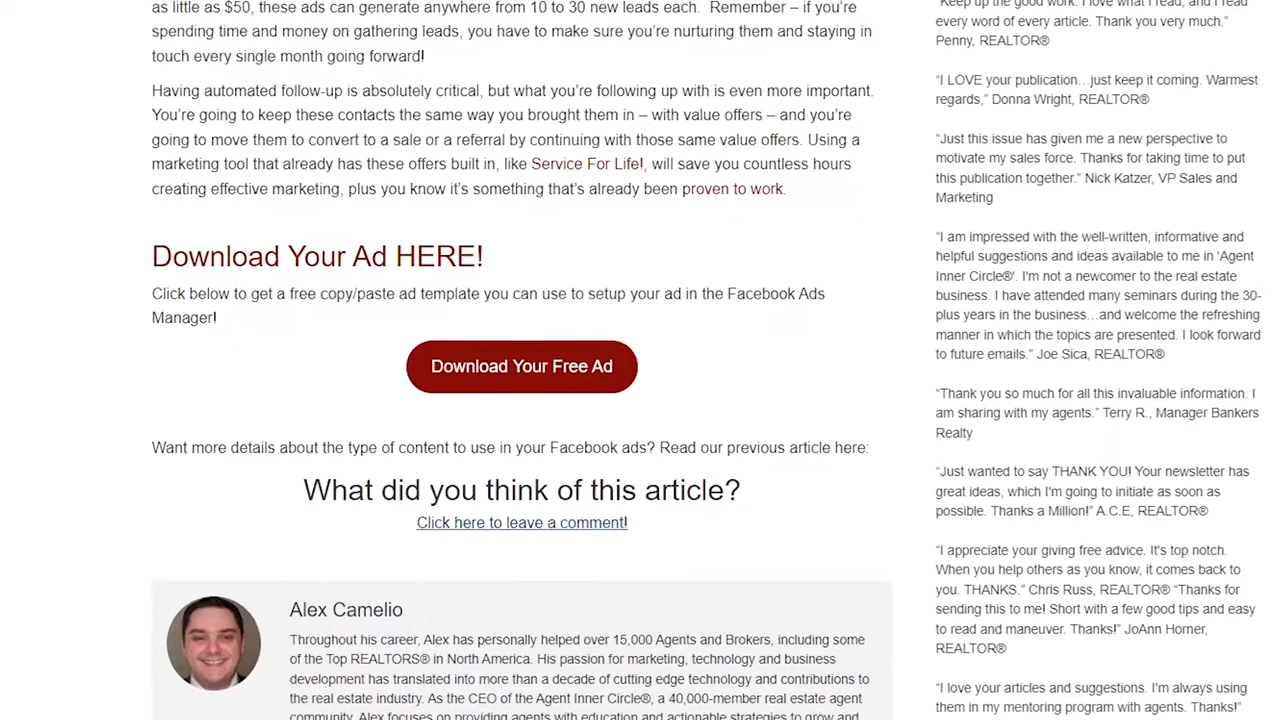 as little as $50, these ads can generate anywhere from 10 to 30 new leads each.  Remember – if you're
spending time and money on gathering leads, you have to make sure you're nurturing them and staying in
touch every single month going forward!
Having automated follow-up is absolutely critical, but what you're following up with is even more important.
You're going to keep these contacts the same way you brought them in – with value offers – and you're
going to move them to convert to a sale or a referral by continuing with those same value offers. Using a
marketing tool that already has these offers built in, like Service For Life!, will save you countless hours
creating effective marketing, plus you know it's something that's already been proven to work.
Download Your Ad HERE!
Click below to get a free copy/paste ad template you can use to setup your ad in the Facebook Ads
Manager!
Download Your Free Ad
Want more details about the type of content to use in your Facebook ads? Read our previous article here:
What did you think of this article?
Click here to leave a comment!
Alex Camelio
Throughout his career, Alex has personally helped over 15,000 Agents and Brokers, including some
of the Top REALTORS® in North America. His passion for marketing, technology and business
development has translated into more than a decade of cutting edge technology and contributions to
the real estate industry. As the CEO of the Agent Inner Circle®, a 40,000-member real estate agent
community, Alex focuses on providing agents with education and actionable strategies to grow and
“Keep up the good work. I love what I read, and I read
every word of every article. Thank you very much.”
Penny, REALTOR®
“I LOVE your publication…just keep it coming. Warmest
regards,” Donna Wright, REALTOR®
“Just this issue has given me a new perspective to
motivate my sales force. Thanks for taking time to put
this publication together.” Nick Katzer, VP Sales and
Marketing
“I am impressed with the well-written, informative and
helpful suggestions and ideas available to me in 'Agent
Inner Circle®'. I'm not a newcomer to the real estate
business. I have attended many seminars during the 30-
plus years in the business…and welcome the refreshing
manner in which the topics are presented. I look forward
to future emails.” Joe Sica, REALTOR®
“Thank you so much for all this invaluable information. I
am sharing with my agents.” Terry R., Manager Bankers
Realty
“Just wanted to say THANK YOU! Your newsletter has
great ideas, which I'm going to initiate as soon as
possible. Thanks a Million!” A.C.E, REALTOR®
“I appreciate your giving free advice. It's top notch.
When you help others as you know, it comes back to
you. THANKS.” Chris Russ, REALTOR® “Thanks for
sending this to me! Short with a few good tips and easy
to read and maneuver. Thanks!” JoAnn Horner,
REALTOR®
“I love your articles and suggestions. I'm always using
them in my mentoring program with agents. Thanks!”